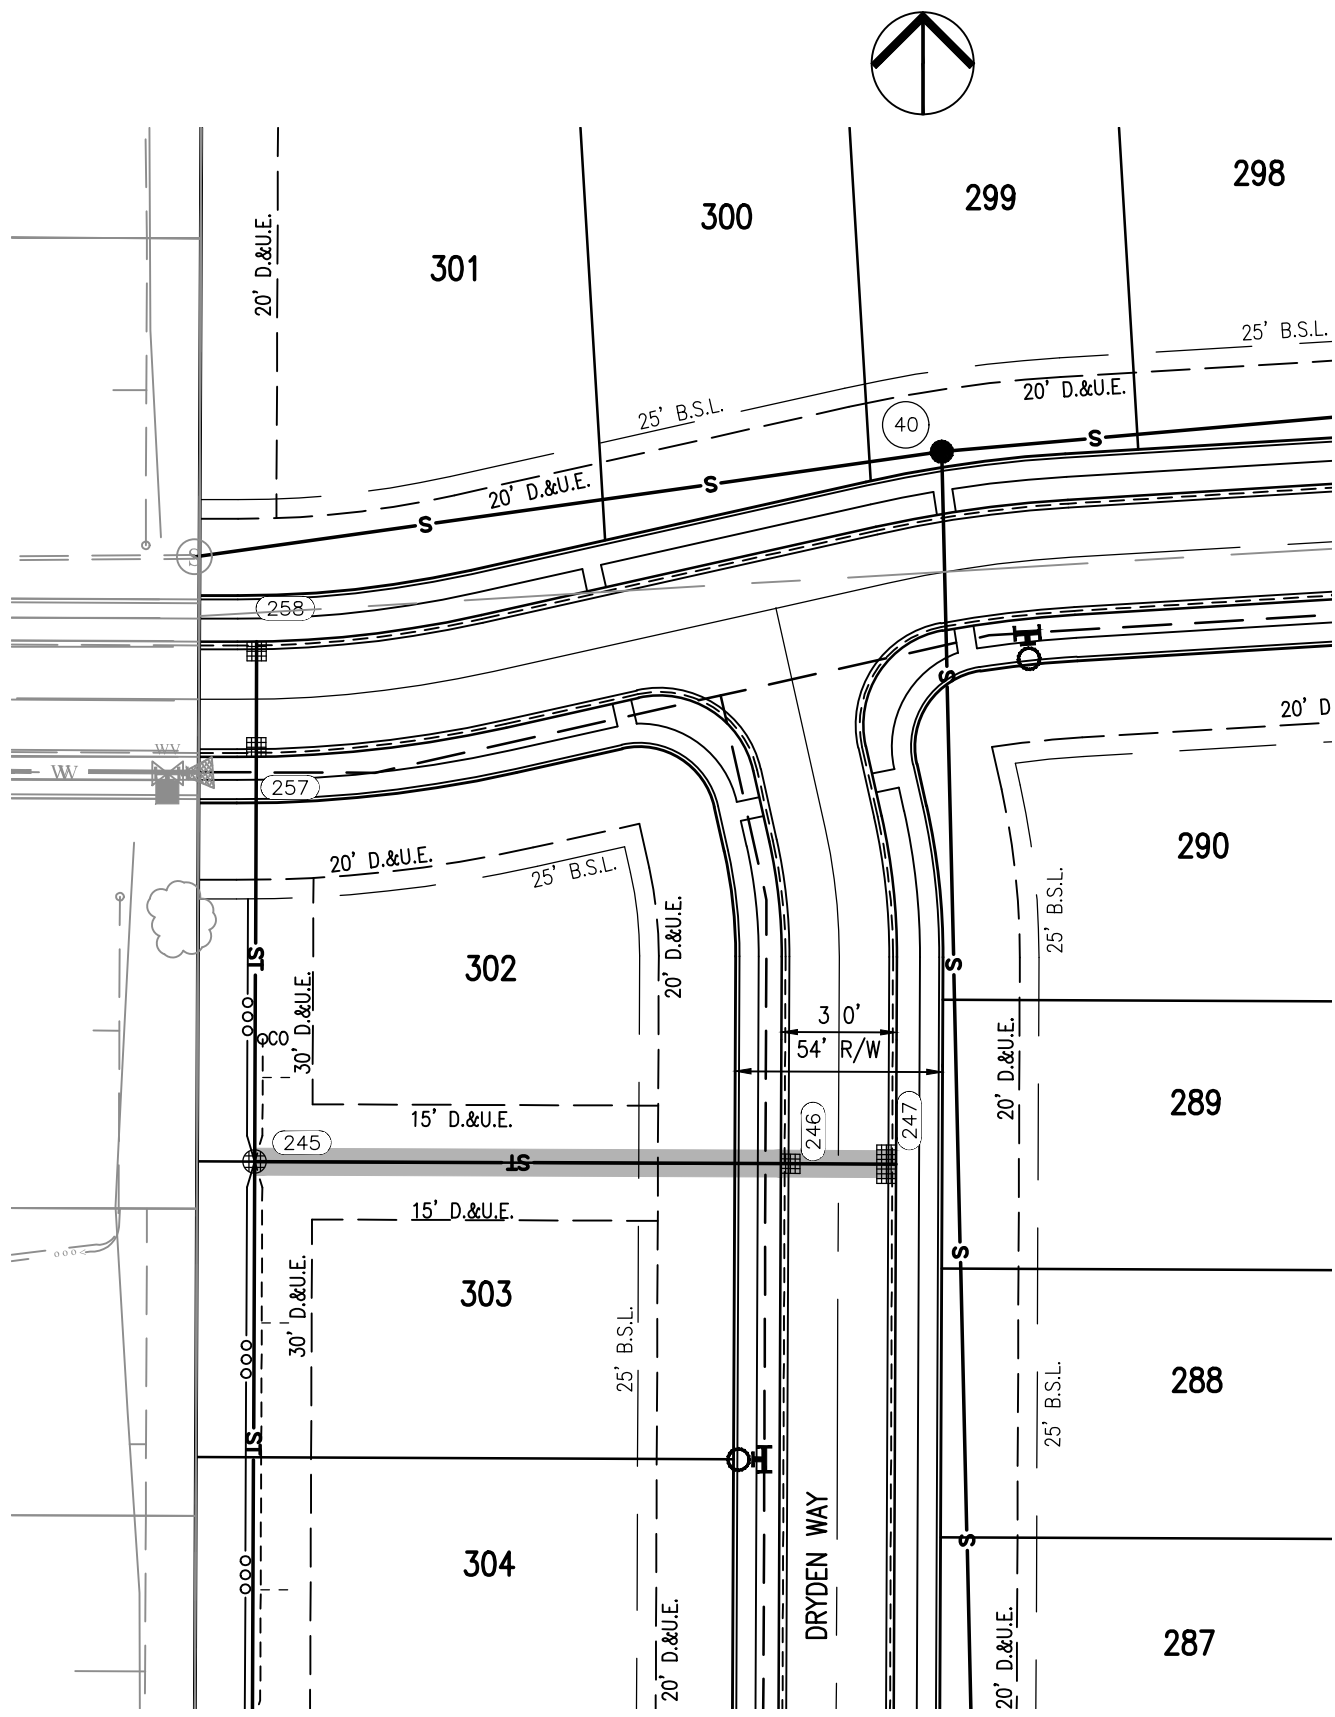 298
299
300
20' D.&U.E.
301
25' B.S.L.
20' D.&U.E.
25' B.S.L.
40
S
S
20' D.&U.E.
S
S
258
S
20' D
WV
W
257
290
20' D.&U.E.
25' B.S.L.
20' D.&U.E.
25' B.S.L.
ST
302
S
30' D.&U.E.
30'
CO
54' R/W
20' D.&U.E.
289
15' D.&U.E.
245
246
247
ST
15' D.&U.E.
S
303
30' D.&U.E.
25' B.S.L.
288
25' B.S.L.
ST
DRYDEN WAY
S
304
20' D.&U.E.
20' D.&U.E.
287